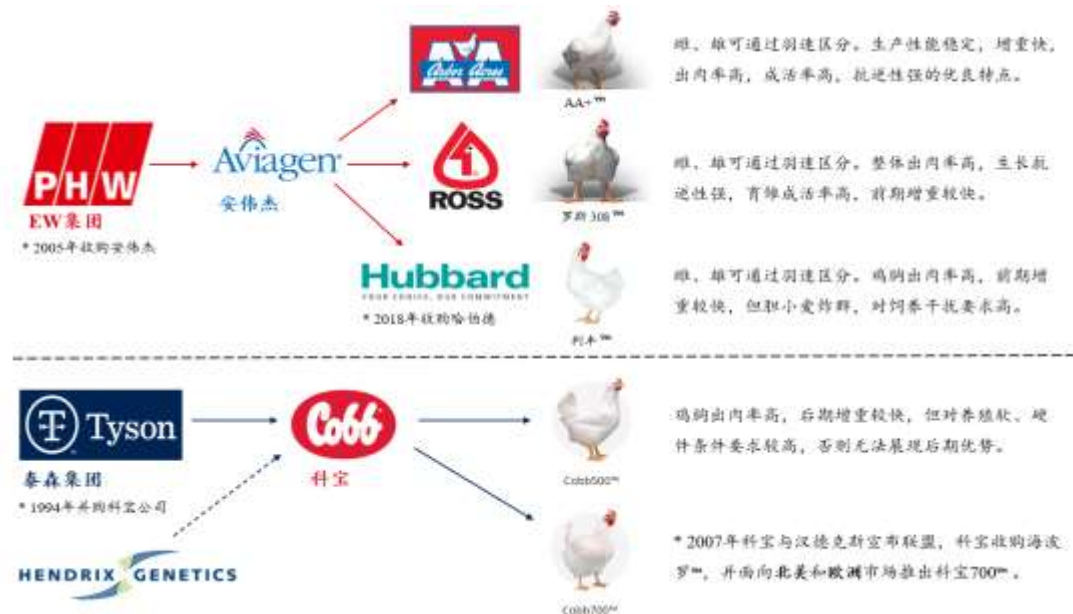 AA
Arbor Acres
AA+™
雌、雄可通过羽速区分。生产性能稳定，增重快，
出肉率高，成活率高，抗逆性强的优良特点。
PHW
EW集团
* 2005年收购安伟杰
Aviagen
安伟杰
1
ROSS
罗斯 308™
雌、雄可通过羽速区分。整体出肉率高，生长抗
逆性强，育雏成活率高，前期增重较快。
Hubbard
YOUR CHOICE, OUR COMMITMENT
* 2018年收购哈伯德
利丰™
雌、雄可通过羽速区分。鸡胸出肉率高，前期增
重较快，但胆小爱炸群，对饲养干扰要求高。
Tyson
泰森集团
* 1994年并购科宝公司
Cobb
科宝
Cobb500™
鸡胸出肉率高，后期增重较快，但对养殖软、硬
件条件要求较高，否则无法展现后期优势。
HENDRIX GENETICS
Cobb700™
* 2007年科宝与汉德克斯宣布联盟，科宝收购海波
罗™，并面向北美和欧洲市场推出科宝700™。